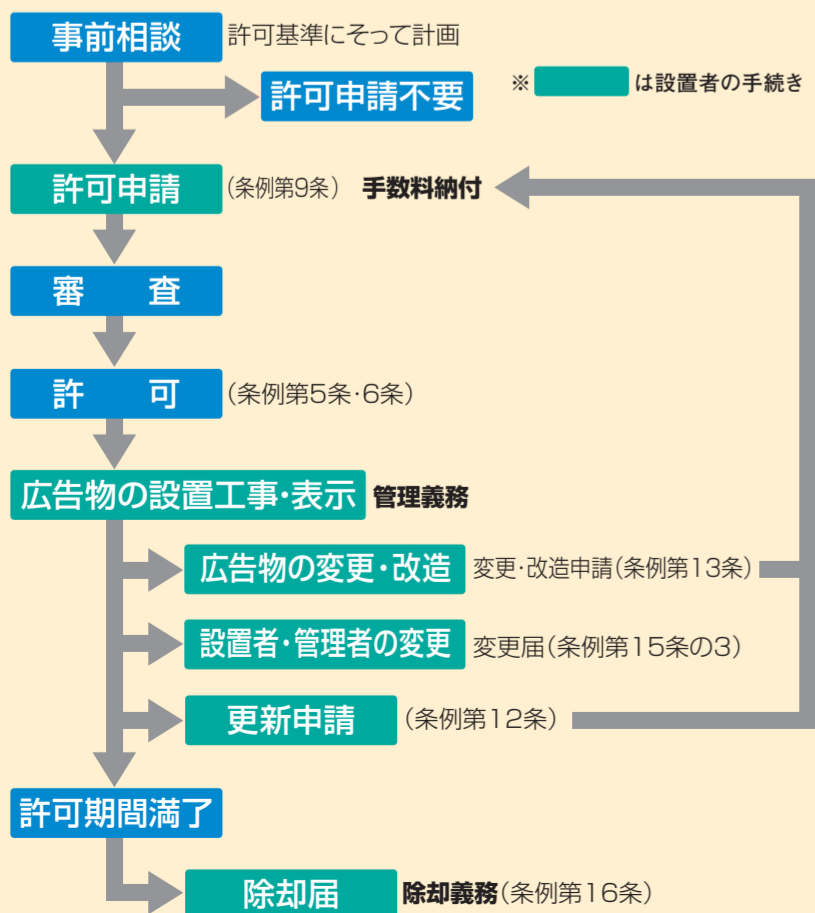 事前相談 許可基準にそって計画
許可申請不要 ※ は設置者の手続き
許可申請 (条例第9条) 手数料納付
審 査
許 可 (条例第5条・6条)
広告物の設置工事・表示 管理義務
広告物の変更・改造 変更・改造申請(条例第13条)
設置者・管理者の変更 変更届(条例第15条の3)
更新申請 (条例第12条)
許可期間満了
除却届 除却義務(条例第16条)